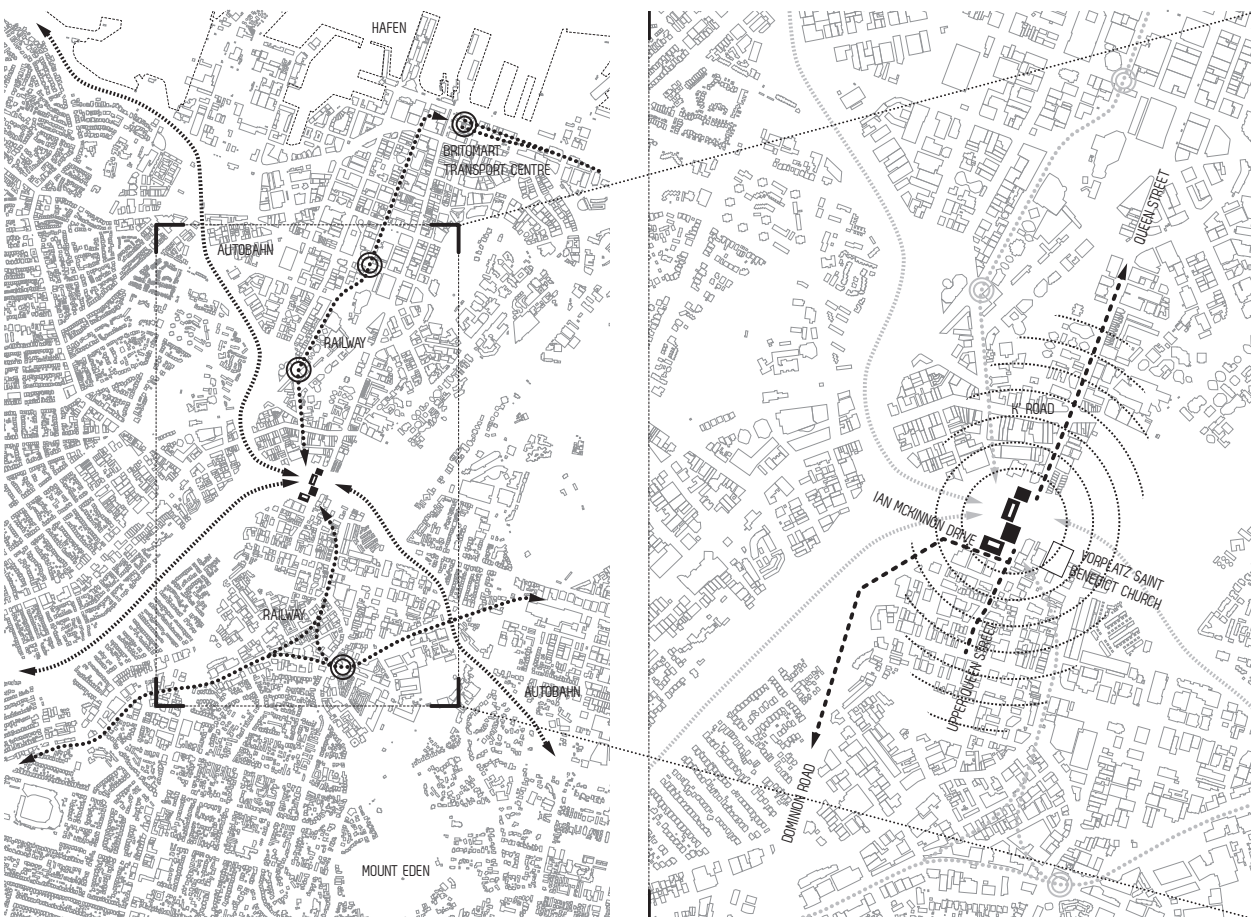 HAFEN
BRITOMART
TRANSPORT CENTRE
AUTOBAHN
RAILWAY
RAILWAY
AUTOBAHN
MOUNT EDEN
QUEEN STREET
K' ROAD
IAN MCKINNON DRIVE
VORPLATZ SAINT
BENEDICT CHURCH
UPPER QUEEN STREET
DOMINION ROAD